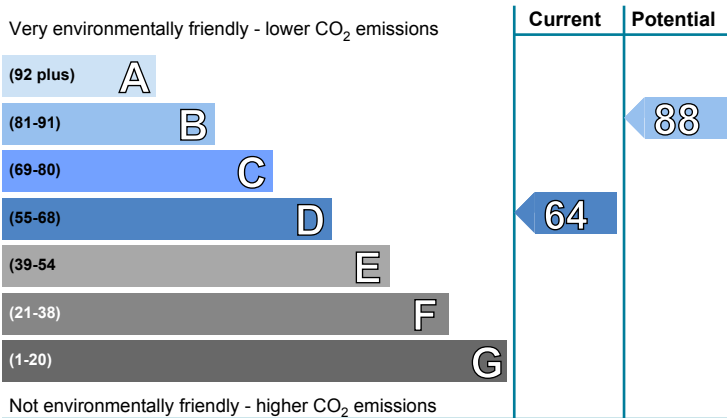 Very environmentally friendly - lower CO2 emissions
Current
Potential
(92 plus) A
(81-91) B
88
(69-80) C
(55-68) D
64
(39-54 E
(21-38) F
(1-20) G
Not environmentally friendly - higher CO2 emissions